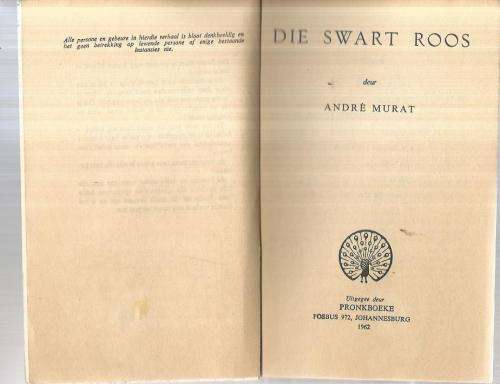 Alle persone en gebeure in hierdie verhaal is bloot denkbeeldig en
het geen betrekking op lewende persone of enige bestaande
instansies nie.
DIE SWART ROOS
deur
ANDRÉ MURAT
Uitgegee deur
PRONKBOEKE
POSBUS 972, JOHANNESBURG
1962